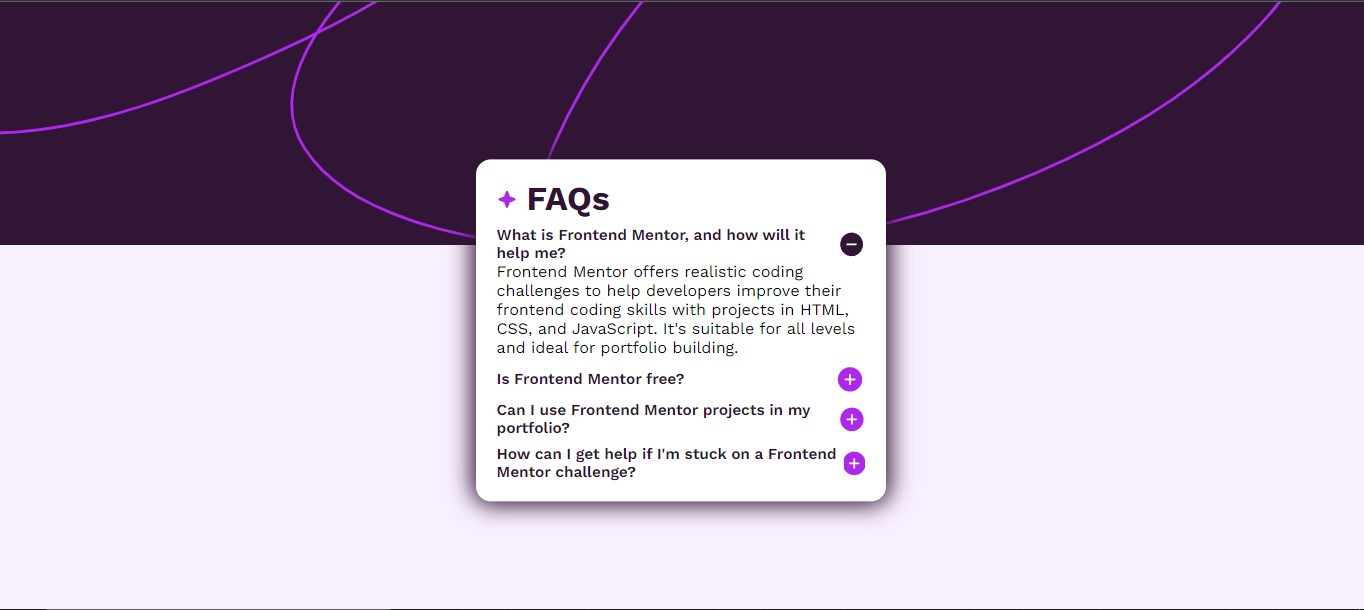 FAQs
What is Frontend Mentor, and how will it
help me?
Frontend Mentor offers realistic coding
challenges to help developers improve their
frontend coding skills with projects in HTML,
CSS, and JavaScript. It's suitable for all levels
and ideal for portfolio building.
Is Frontend Mentor free?
Can I use Frontend Mentor projects in my
portfolio?
How can I get help if I'm stuck on a Frontend
Mentor challenge?